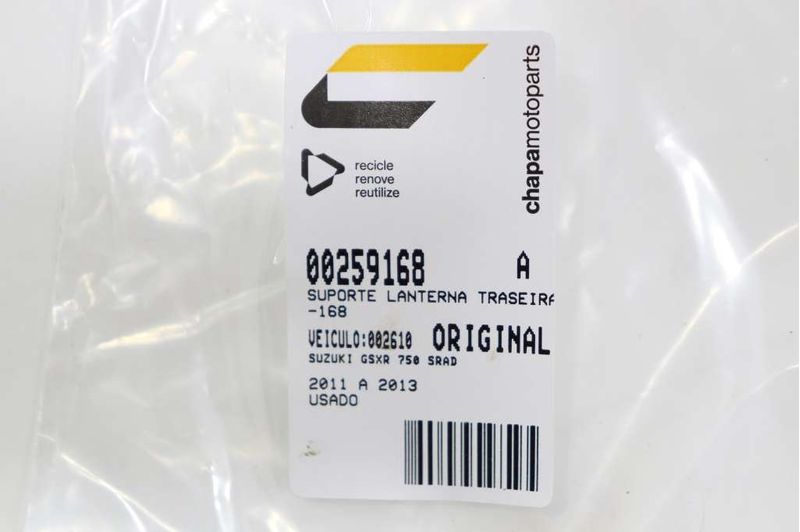 chapamotoparts
recicle
renove
reutilize
00259168 A
SUPORTE LANTERNA TRASEIRA
-168
VEICULO:002610 ORIGINAL
SUZUKI GSXR 750 SRAD
2011 A 2013
USADO